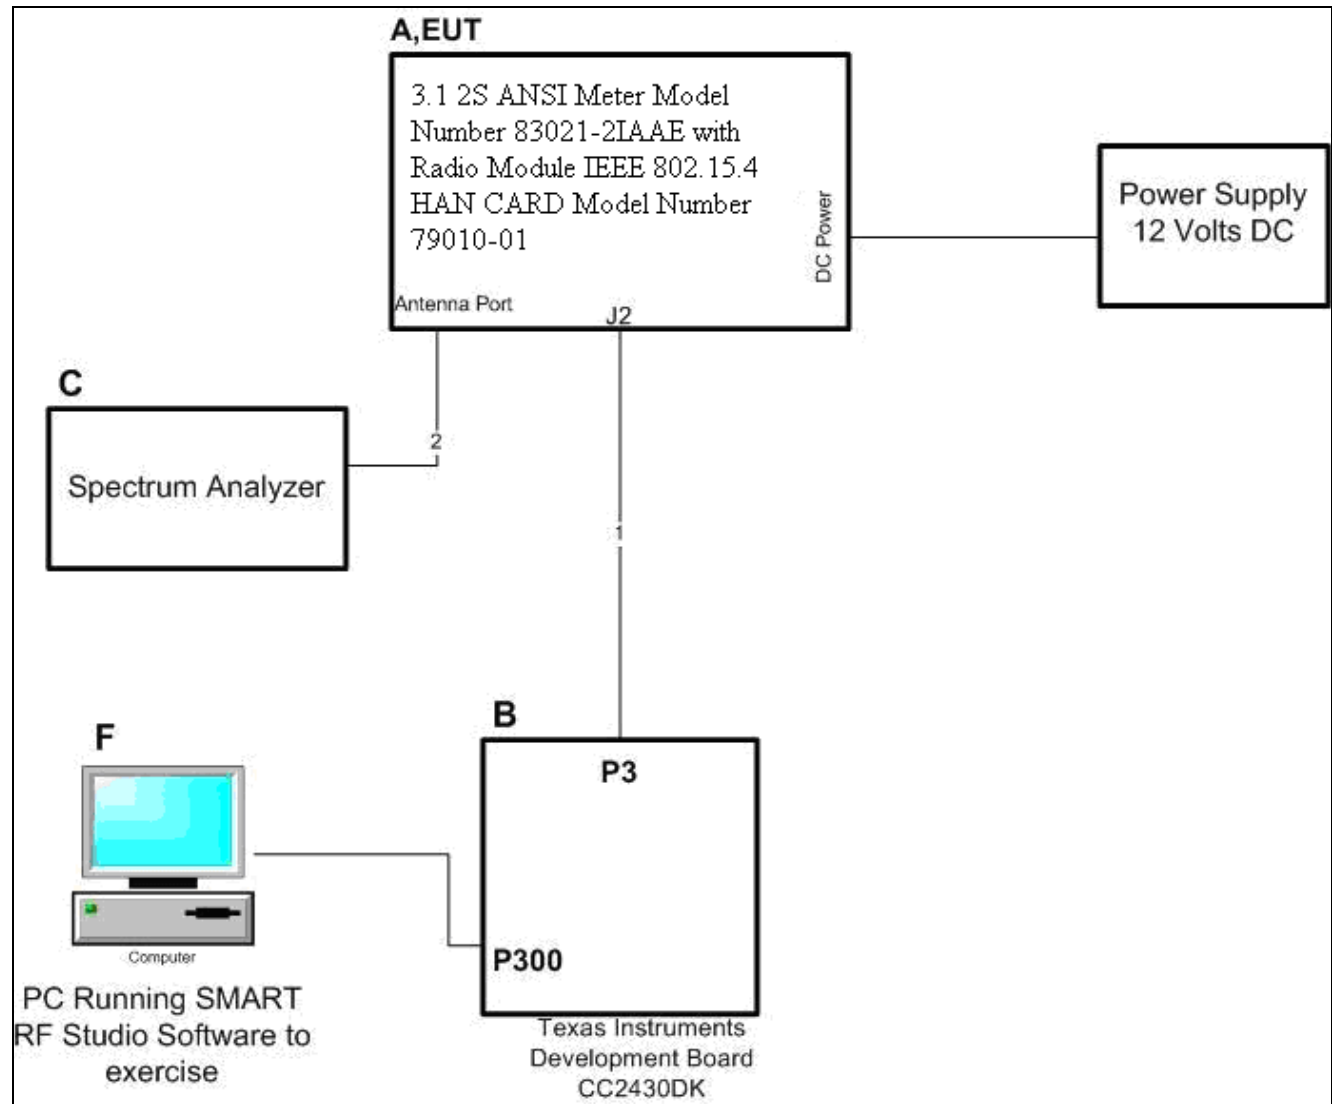 A,EUT
3.1 2S ANSI Meter Model
Number 83021-2IAAE with
Radio Module IEEE 802.15.4
HAN CARD Model Number
79010-01
DC Power
Antenna Port
J2
Power Supply
12 Volts DC
C
Spectrum Analyzer
2
1
B
P3
P300
Texas Instruments
Development Board
CC2430DK
F
Computer
PC Running SMART
RF Studio Software to
exercise